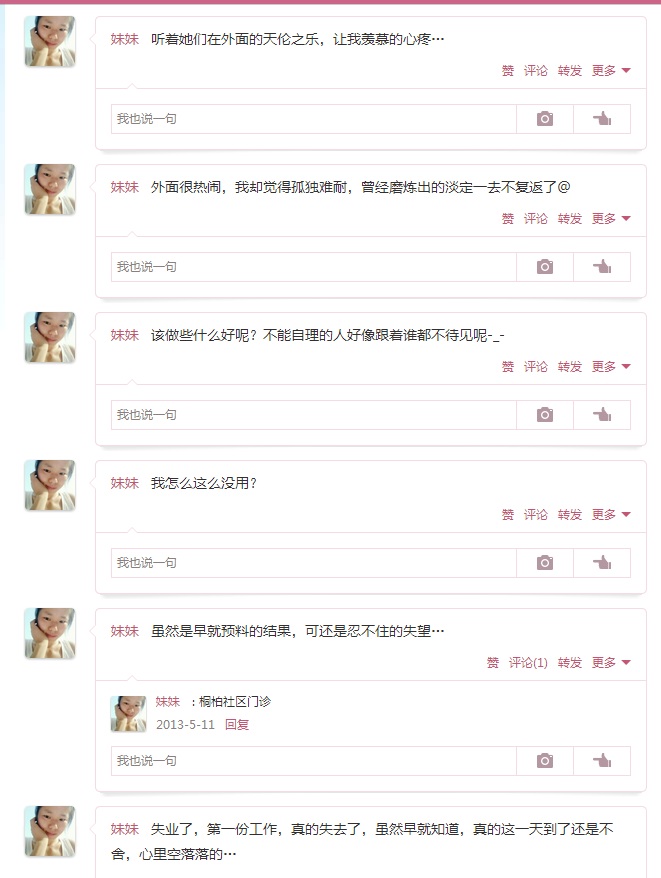 妹妹 听着她们在外面的天伦之乐，让我羡慕的心疼…
赞 评论 转发 更多
我也说一句
妹妹 外面很热闹，我却觉得孤独难耐，曾经磨炼出的淡定一去不复返了@
赞 评论 转发 更多
我也说一句
妹妹 该做些什么好呢？不能自理的人好像跟着谁都不待见呢-_-
赞 评论 转发 更多
我也说一句
妹妹 我怎么这么没用？
赞 评论 转发 更多
我也说一句
妹妹 虽然是早就预料的结果，可还是忍不住的失望…
赞 评论(1) 转发 更多
妹妹 : 桐柏社区门诊
2013-5-11 回复
我也说一句
妹妹 失业了，第一份工作，真的失去了，虽然早就知道，真的这一天到了还是不
舍，心里空落落的…